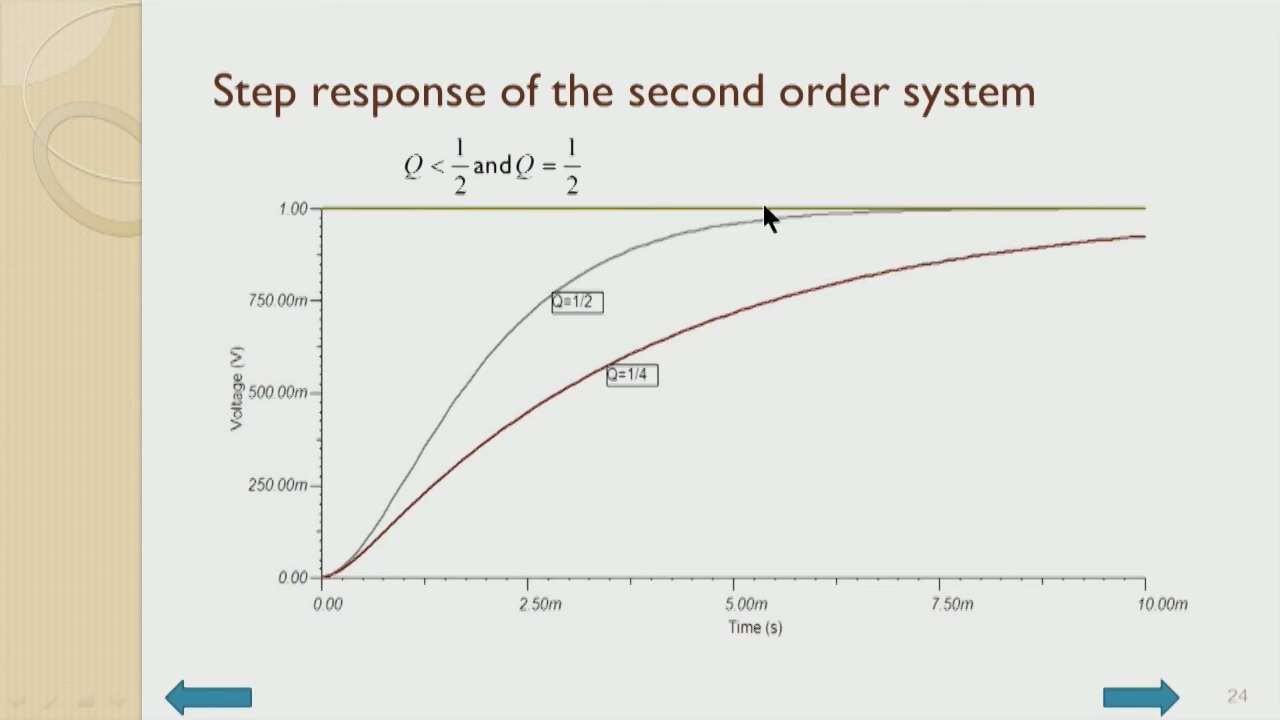 Step response of the second order system
Q < 1/2 and Q = 1/2
1.00
750.00m
500.00m
250.00m
0.00
Voltage (V)
Q=1/2
Q=1/4
0.00 2.50m 5.00m 7.50m 10.00m
Time (s)
24